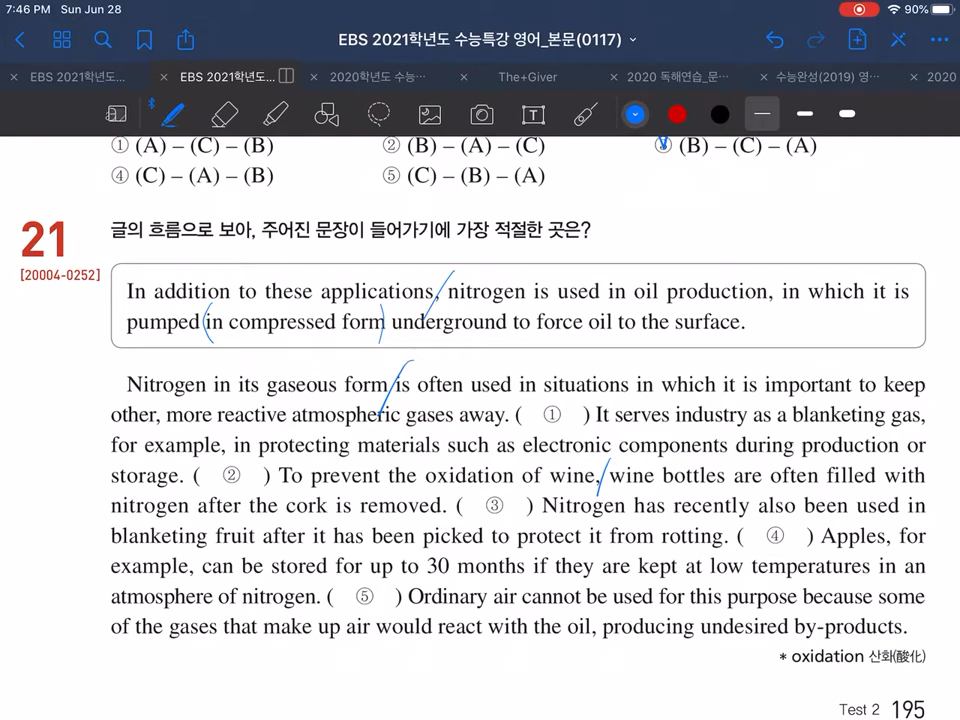 7:46 PM Sun Jun 28
90%
EBS 2021학년도 수능특강 영어_본문(0117)
EBS 2021학년도...
EBS 2021학년도...
2020학년도 수능...
The+Giver
2020 독해연습_문...
수능완성(2019) 영...
2020
① (A) – (C) – (B)
② (B) – (A) – (C)
③ (B) – (C) – (A)
④ (C) – (A) – (B)
⑤ (C) – (B) – (A)
21
글의 흐름으로 보아, 주어진 문장이 들어가기에 가장 적절한 곳은?
[20004-0252]
In addition to these applications, nitrogen is used in oil production, in which it is
pumped in compressed form underground to force oil to the surface.
Nitrogen in its gaseous form is often used in situations in which it is important to keep
other, more reactive atmospheric gases away. ( ① ) It serves industry as a blanketing gas,
for example, in protecting materials such as electronic components during production or
storage. ( ② ) To prevent the oxidation of wine, wine bottles are often filled with
nitrogen after the cork is removed. ( ③ ) Nitrogen has recently also been used in
blanketing fruit after it has been picked to protect it from rotting. ( ④ ) Apples, for
example, can be stored for up to 30 months if they are kept at low temperatures in an
atmosphere of nitrogen. ( ⑤ ) Ordinary air cannot be used for this purpose because some
of the gases that make up air would react with the oil, producing undesired by-products.
* oxidation 산화(酸化)
Test 2 195